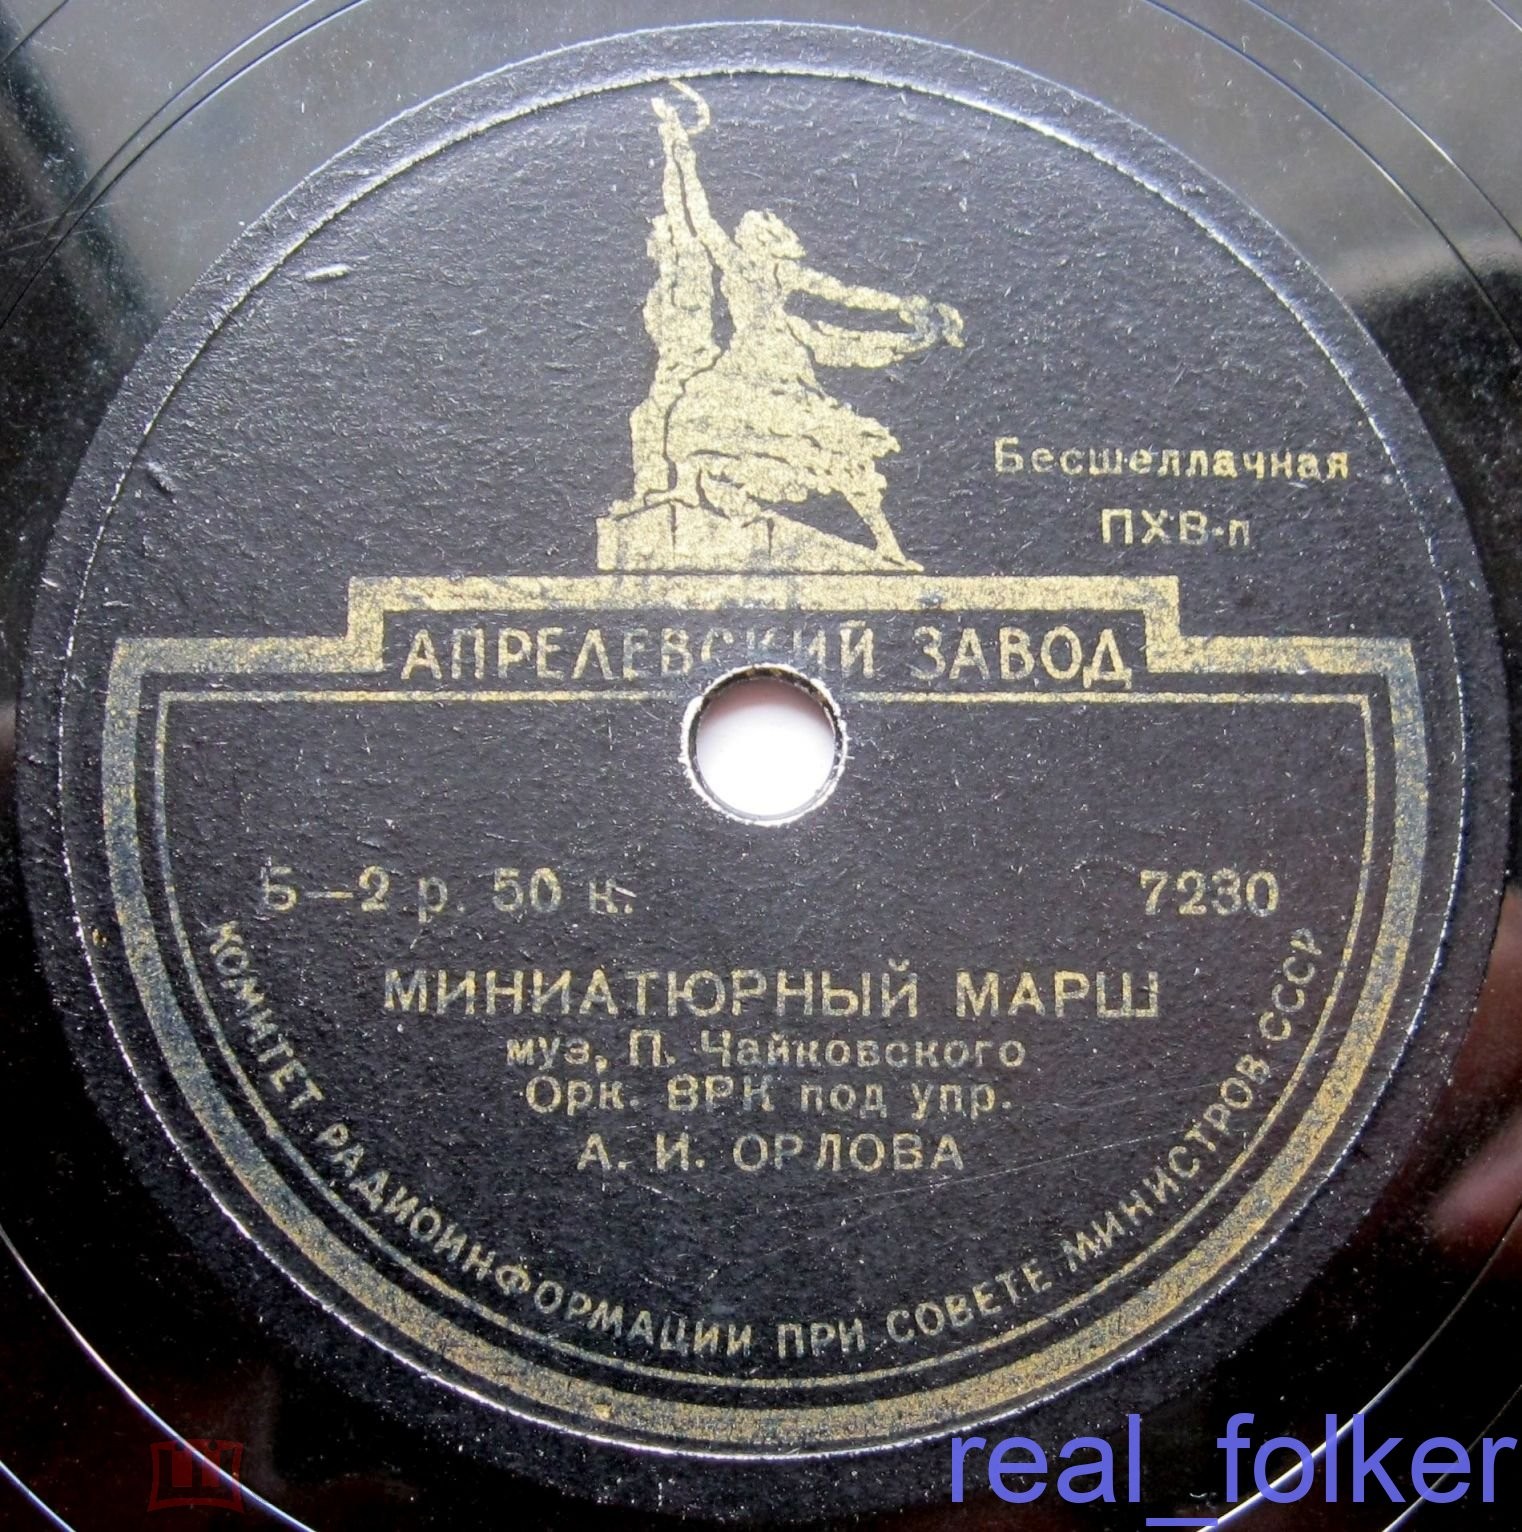 Бесшеллачная
ПХВ-п
АПРЕЛЕВСКИЙ ЗАВОД
Б—2 р. 50 к.
7230
МИНИАТЮРНЫЙ МАРШ
муз. П. Чайковского
Орк. ВРК под упр.
А. И. ОРЛОВА
КОМИТЕТ РАДИОИНФОРМАЦИИ ПРИ СОВЕТЕ МИНИСТРОВ СССР
real_folker